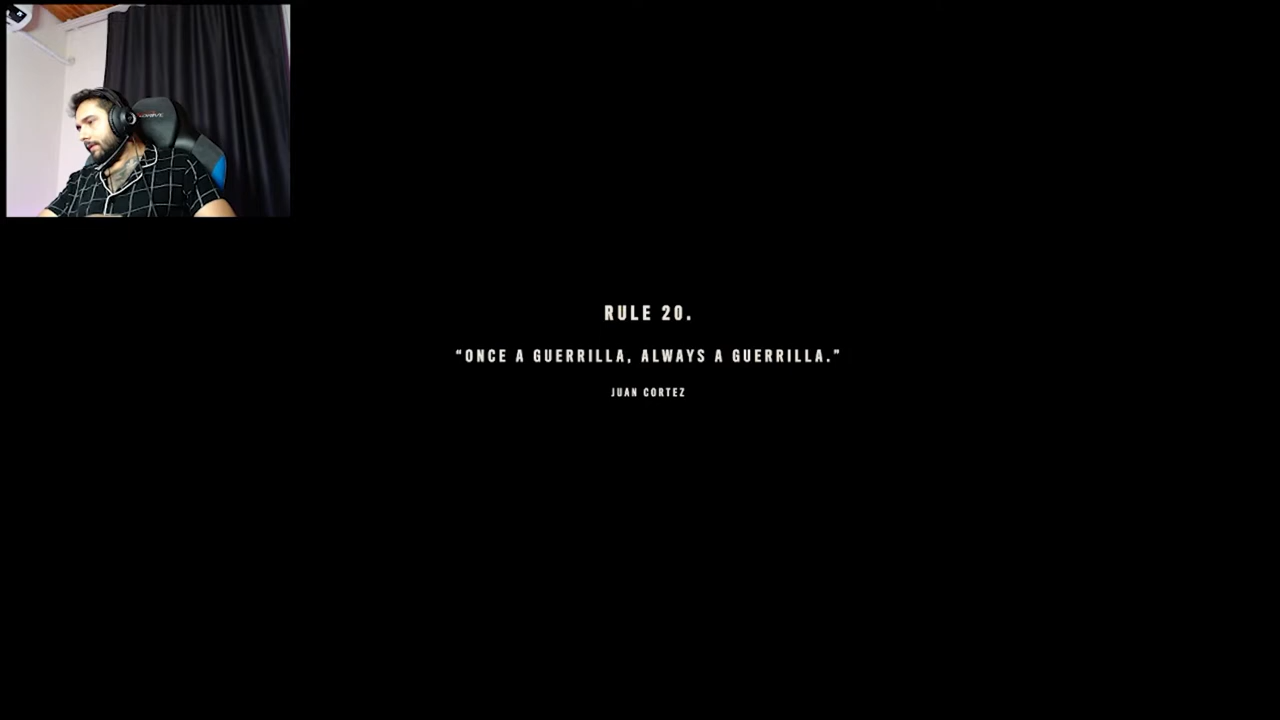 RULE 20.
“ONCE A GUERRILLA, ALWAYS A GUERRILLA.”
JUAN CORTEZ